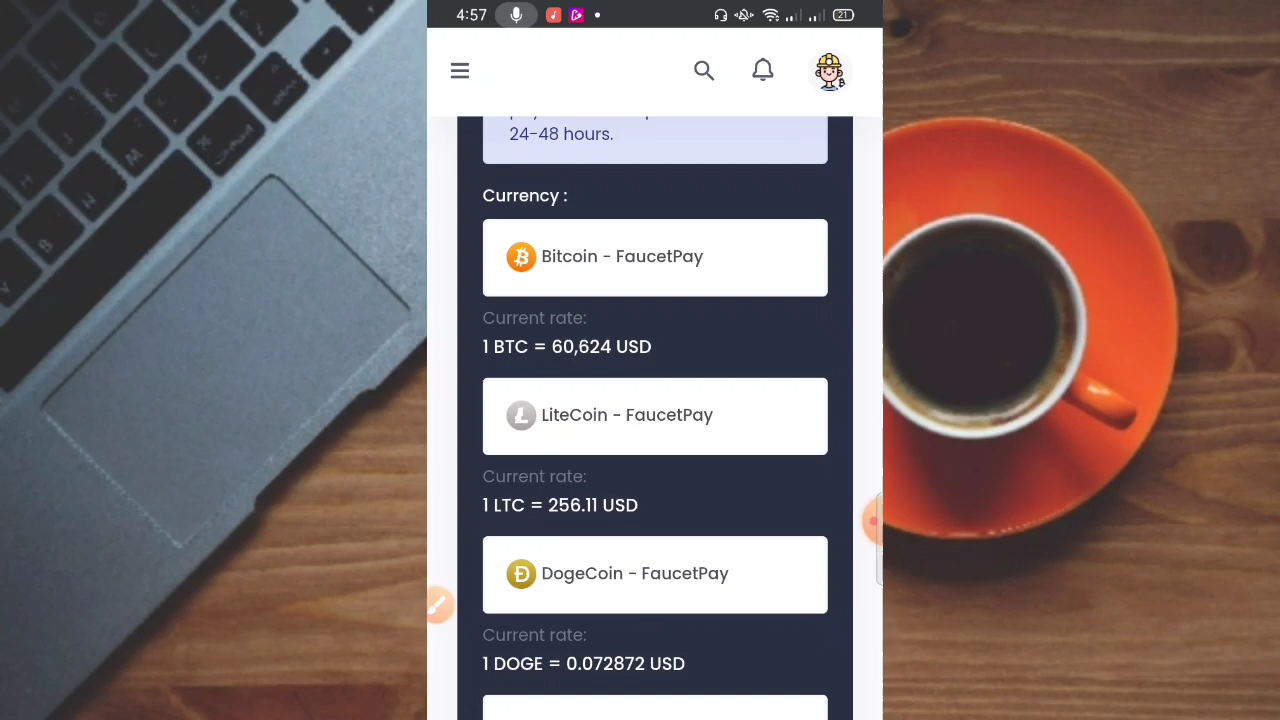 4:57
21
24-48 hours.
Currency :
Bitcoin - FaucetPay
Current rate:
1 BTC = 60,624 USD
LiteCoin - FaucetPay
Current rate:
1 LTC = 256.11 USD
DogeCoin - FaucetPay
Current rate:
1 DOGE = 0.072872 USD